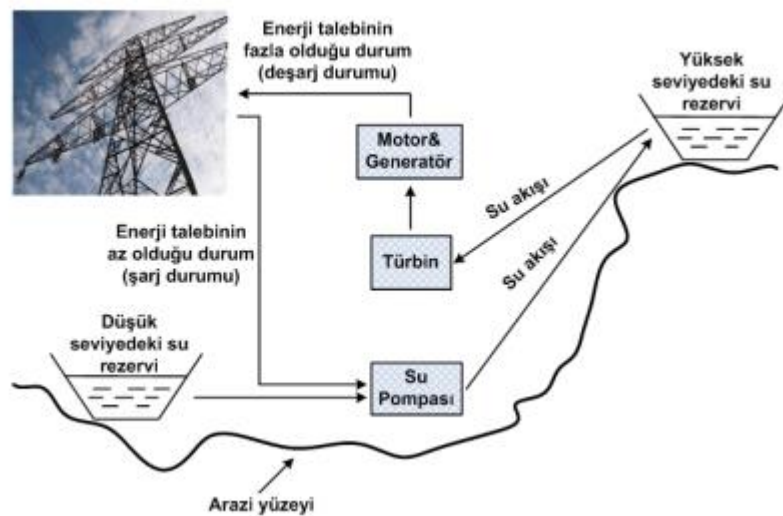 Enerji talebinin
fazla olduğu durum
(deşarj durumu)
Yüksek
seviyedeki su
rezervi
Motor&
Generatör
Su akışı
Enerji talebinin
az olduğu durum
(şarj durumu)
Türbin
Su akışı
Düşük
seviyedeki su
rezervi
Su
Pompası
Arazi yüzeyi